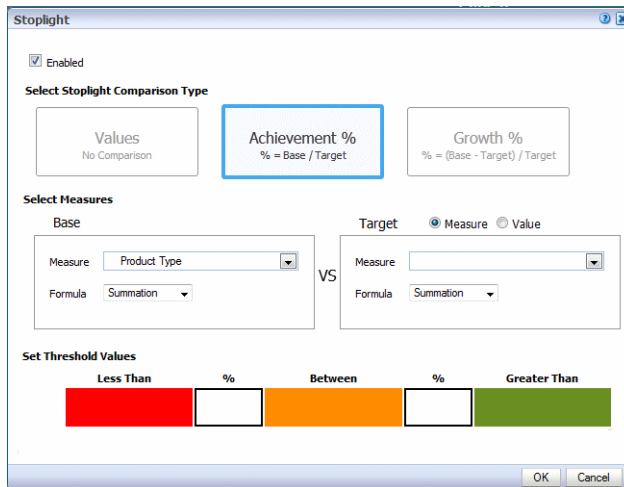 Stoplight
Enabled
Select Stoplight Comparison Type
Values
No Comparison
Achievement %
% = Base / Target
Growth %
% = (Base - Target) / Target
Select Measures
Base
Target Measure Value
Measure Product Type
Formula Summation
VS
Measure
Formula Summation
Set Threshold Values
Less Than % Between % Greater Than
OK Cancel